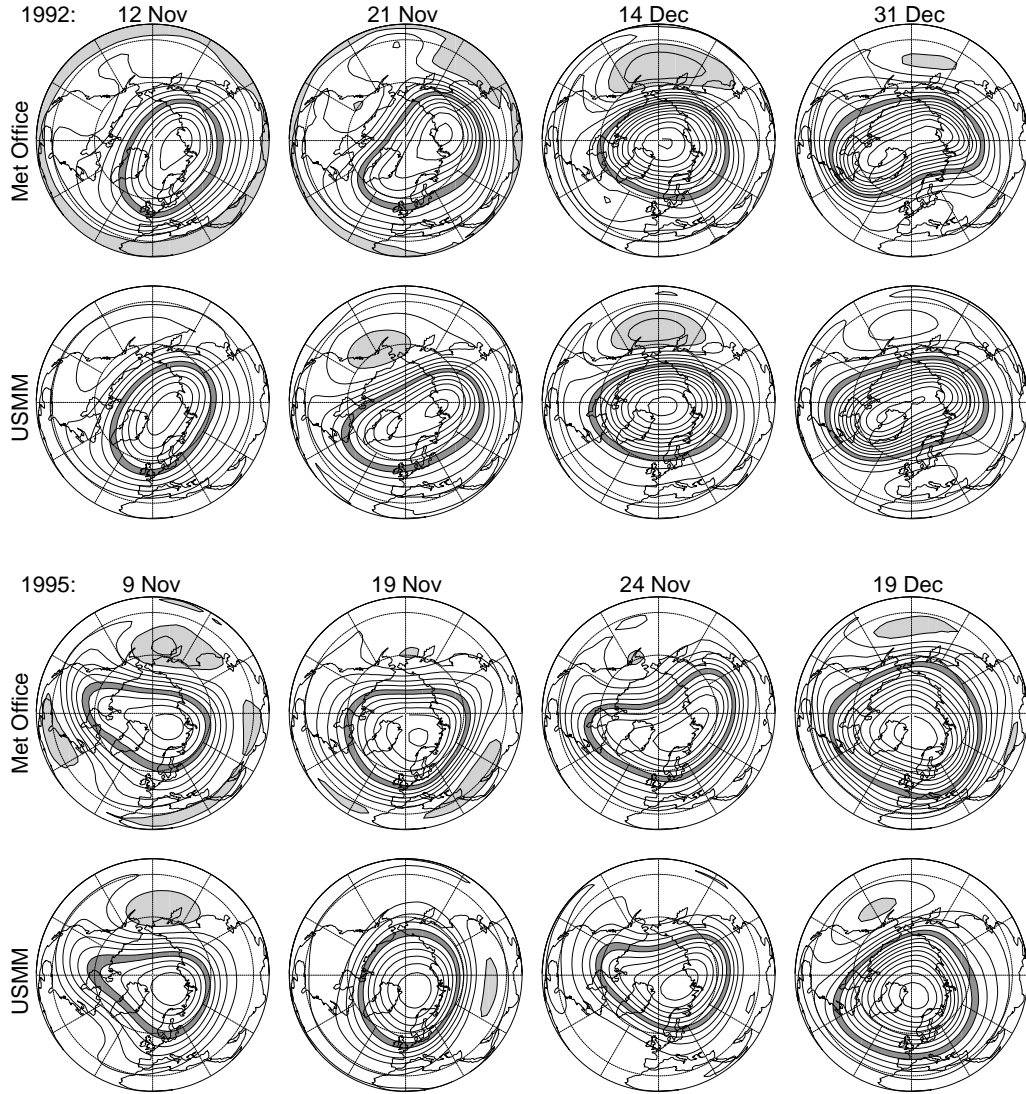 1992: 12 Nov 21 Nov 14 Dec 31 Dec
Met Office
USMM
1995: 9 Nov 19 Nov 24 Nov 19 Dec
Met Office
USMM